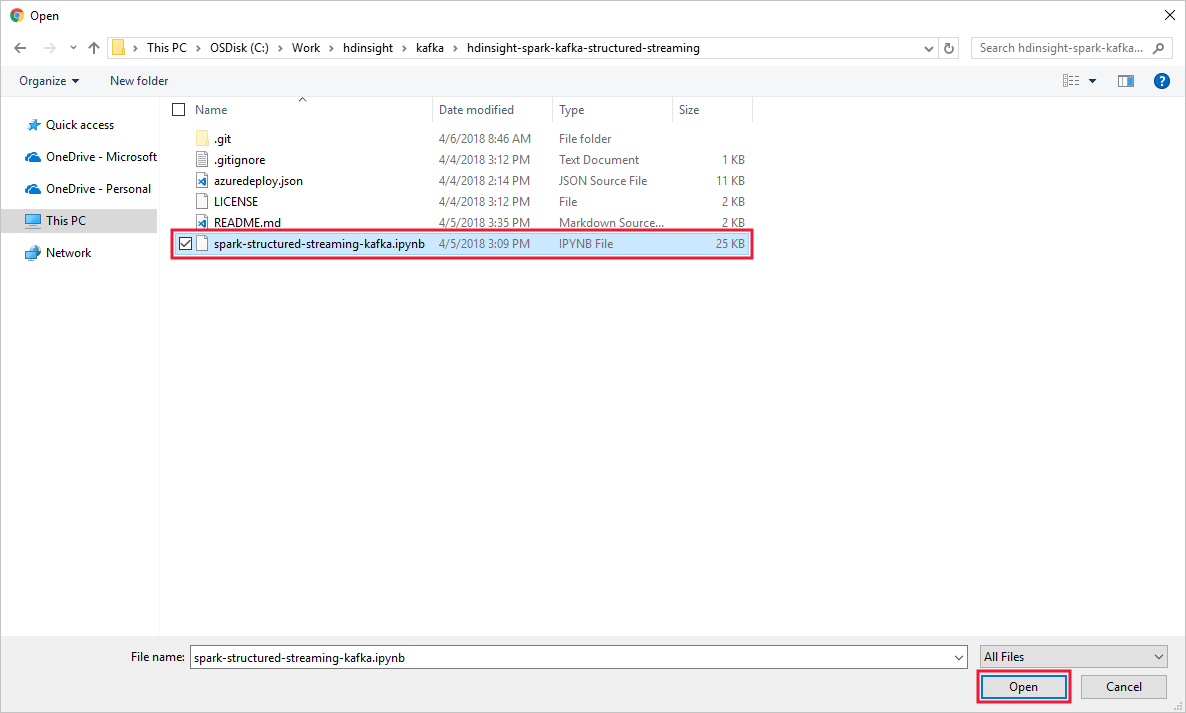 Open
This PC > OSDisk (C:) > Work > hdinsight > kafka > hdinsight-spark-kafka-structured-streaming
Search hdinsight-spark-kafka...
Organize
New folder
Quick access
OneDrive - Microsoft
OneDrive - Personal
This PC
Network
Name Date modified Type Size
.git 4/6/2018 8:46 AM File folder
.gitignore 4/4/2018 3:12 PM Text Document 1 KB
azuredeploy.json 4/4/2018 2:14 PM JSON Source File 11 KB
LICENSE 4/4/2018 3:12 PM File 2 KB
README.md 4/5/2018 3:35 PM Markdown Source... 2 KB
spark-structured-streaming-kafka.ipynb 4/5/2018 3:09 PM IPYNB File 25 KB
File name: spark-structured-streaming-kafka.ipynb
All Files
Open
Cancel